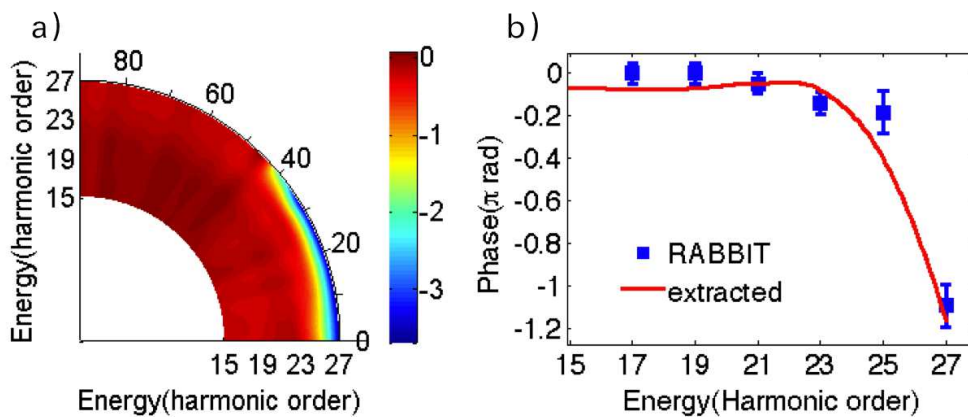 a)
80
60
40
20
0
27
23
19
15
Energy(harmonic order)
15 19 23 27
Energy(harmonic order)
0
-1
-2
-3
b)
0
-0.2
-0.4
-0.6
-0.8
-1
-1.2
Phase(π rad)
RABBIT
extracted
15 17 19 21 23 25 27
Energy(Harmonic order)